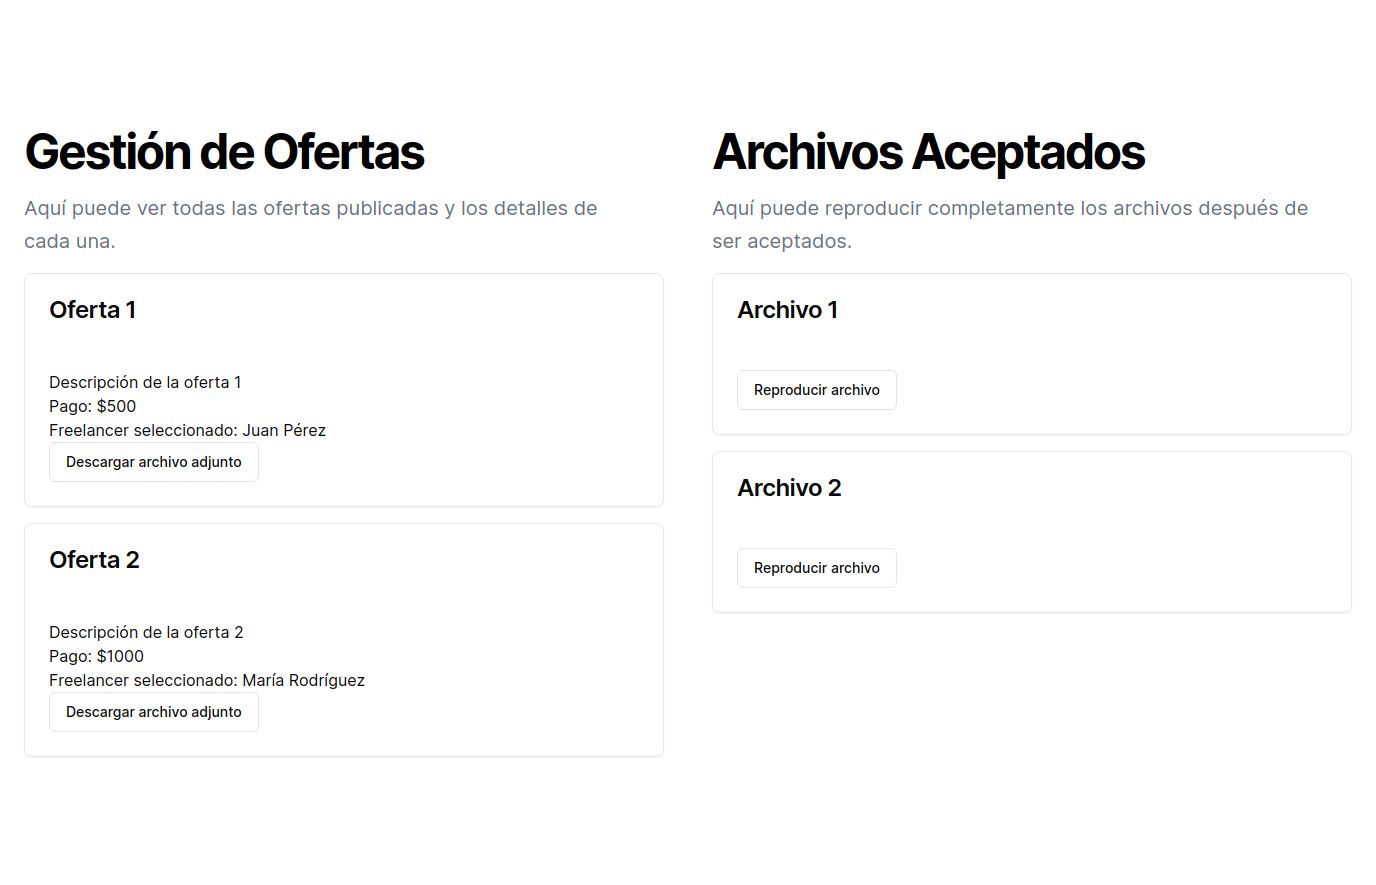 Gestión de Ofertas
Aquí puede ver todas las ofertas publicadas y los detalles de
cada una.
Oferta 1
Descripción de la oferta 1
Pago: $500
Freelancer seleccionado: Juan Pérez
Descargar archivo adjunto
Oferta 2
Descripción de la oferta 2
Pago: $1000
Freelancer seleccionado: María Rodríguez
Descargar archivo adjunto
Archivos Aceptados
Aquí puede reproducir completamente los archivos después de
ser aceptados.
Archivo 1
Reproducir archivo
Archivo 2
Reproducir archivo